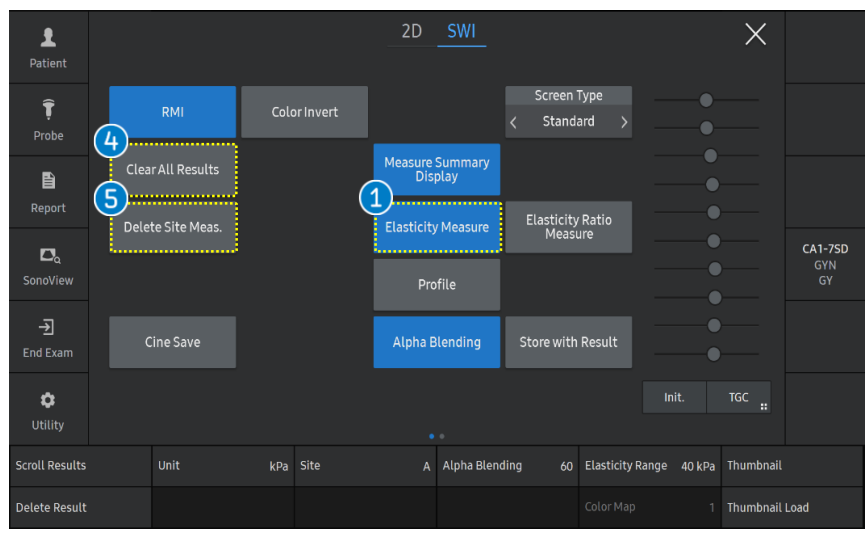 2D SWI
Patient
Probe
Report
SonoView
End Exam
Utility
RMI
Color Invert
Screen Type
< Standard >
4
Clear All Results
Measure Summary
Display
5
Delete Site Meas.
1
Elasticity Measure
Elasticity Ratio
Measure
Profile
Cine Save
Alpha Blending
Store with Result
Init.
TGC
CA1-7SD
GYN
GY
Scroll Results
Unit kPa
Site A
Alpha Blending 60
Elasticity Range 40 kPa
Thumbnail
Delete Result
Color Map 1
Thumbnail Load